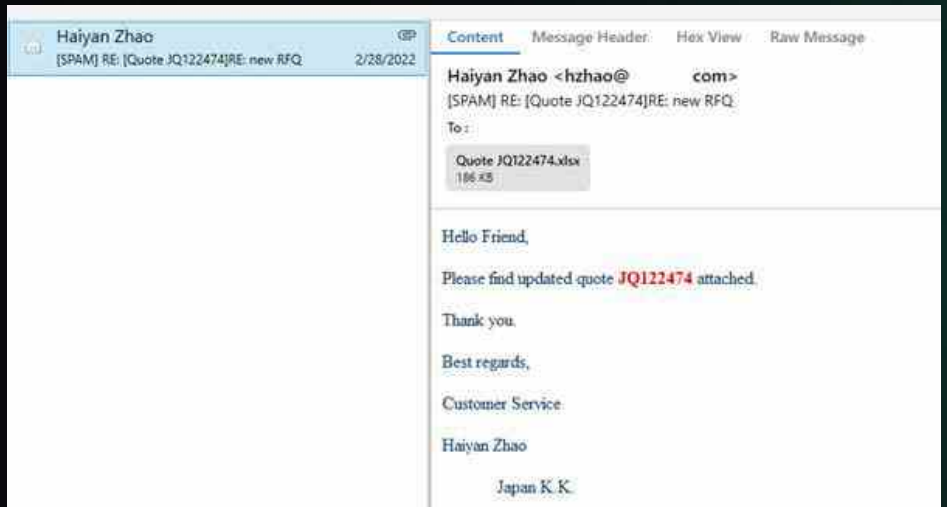 Haiyan Zhao
[SPAM] RE: [Quote JQ122474]RE: new RFQ 2/28/2022
Content Message Header Hex View Raw Message
Haiyan Zhao <hzhao@ com>
[SPAM] RE: [Quote JQ122474]RE: new RFQ
To :
Quote JQ122474.xlsx
186 KB
Hello Friend,
Please find updated quote JQ122474 attached.
Thank you.
Best regards,
Customer Service
Haiyan Zhao
Japan K.K.